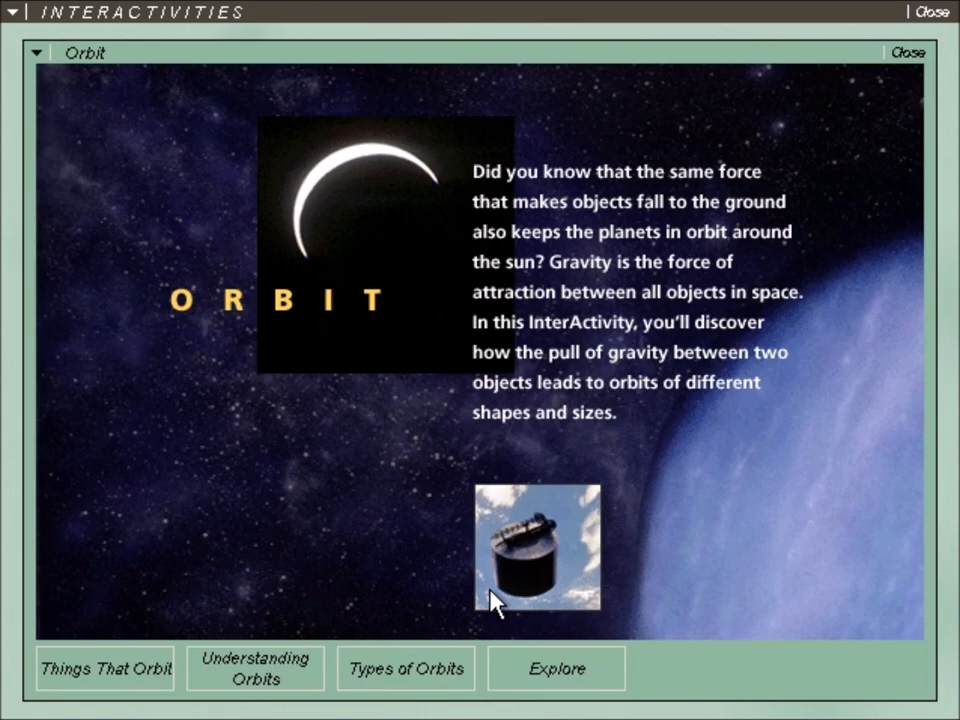 INTERACTIVITIES
Close
Orbit
Close
Did you know that the same force
that makes objects fall to the ground
also keeps the planets in orbit around
the sun? Gravity is the force of
attraction between all objects in space.
In this InterActivity, you'll discover
how the pull of gravity between two
objects leads to orbits of different
shapes and sizes.
ORBIT
Things That Orbit
Understanding
Orbits
Types of Orbits
Explore